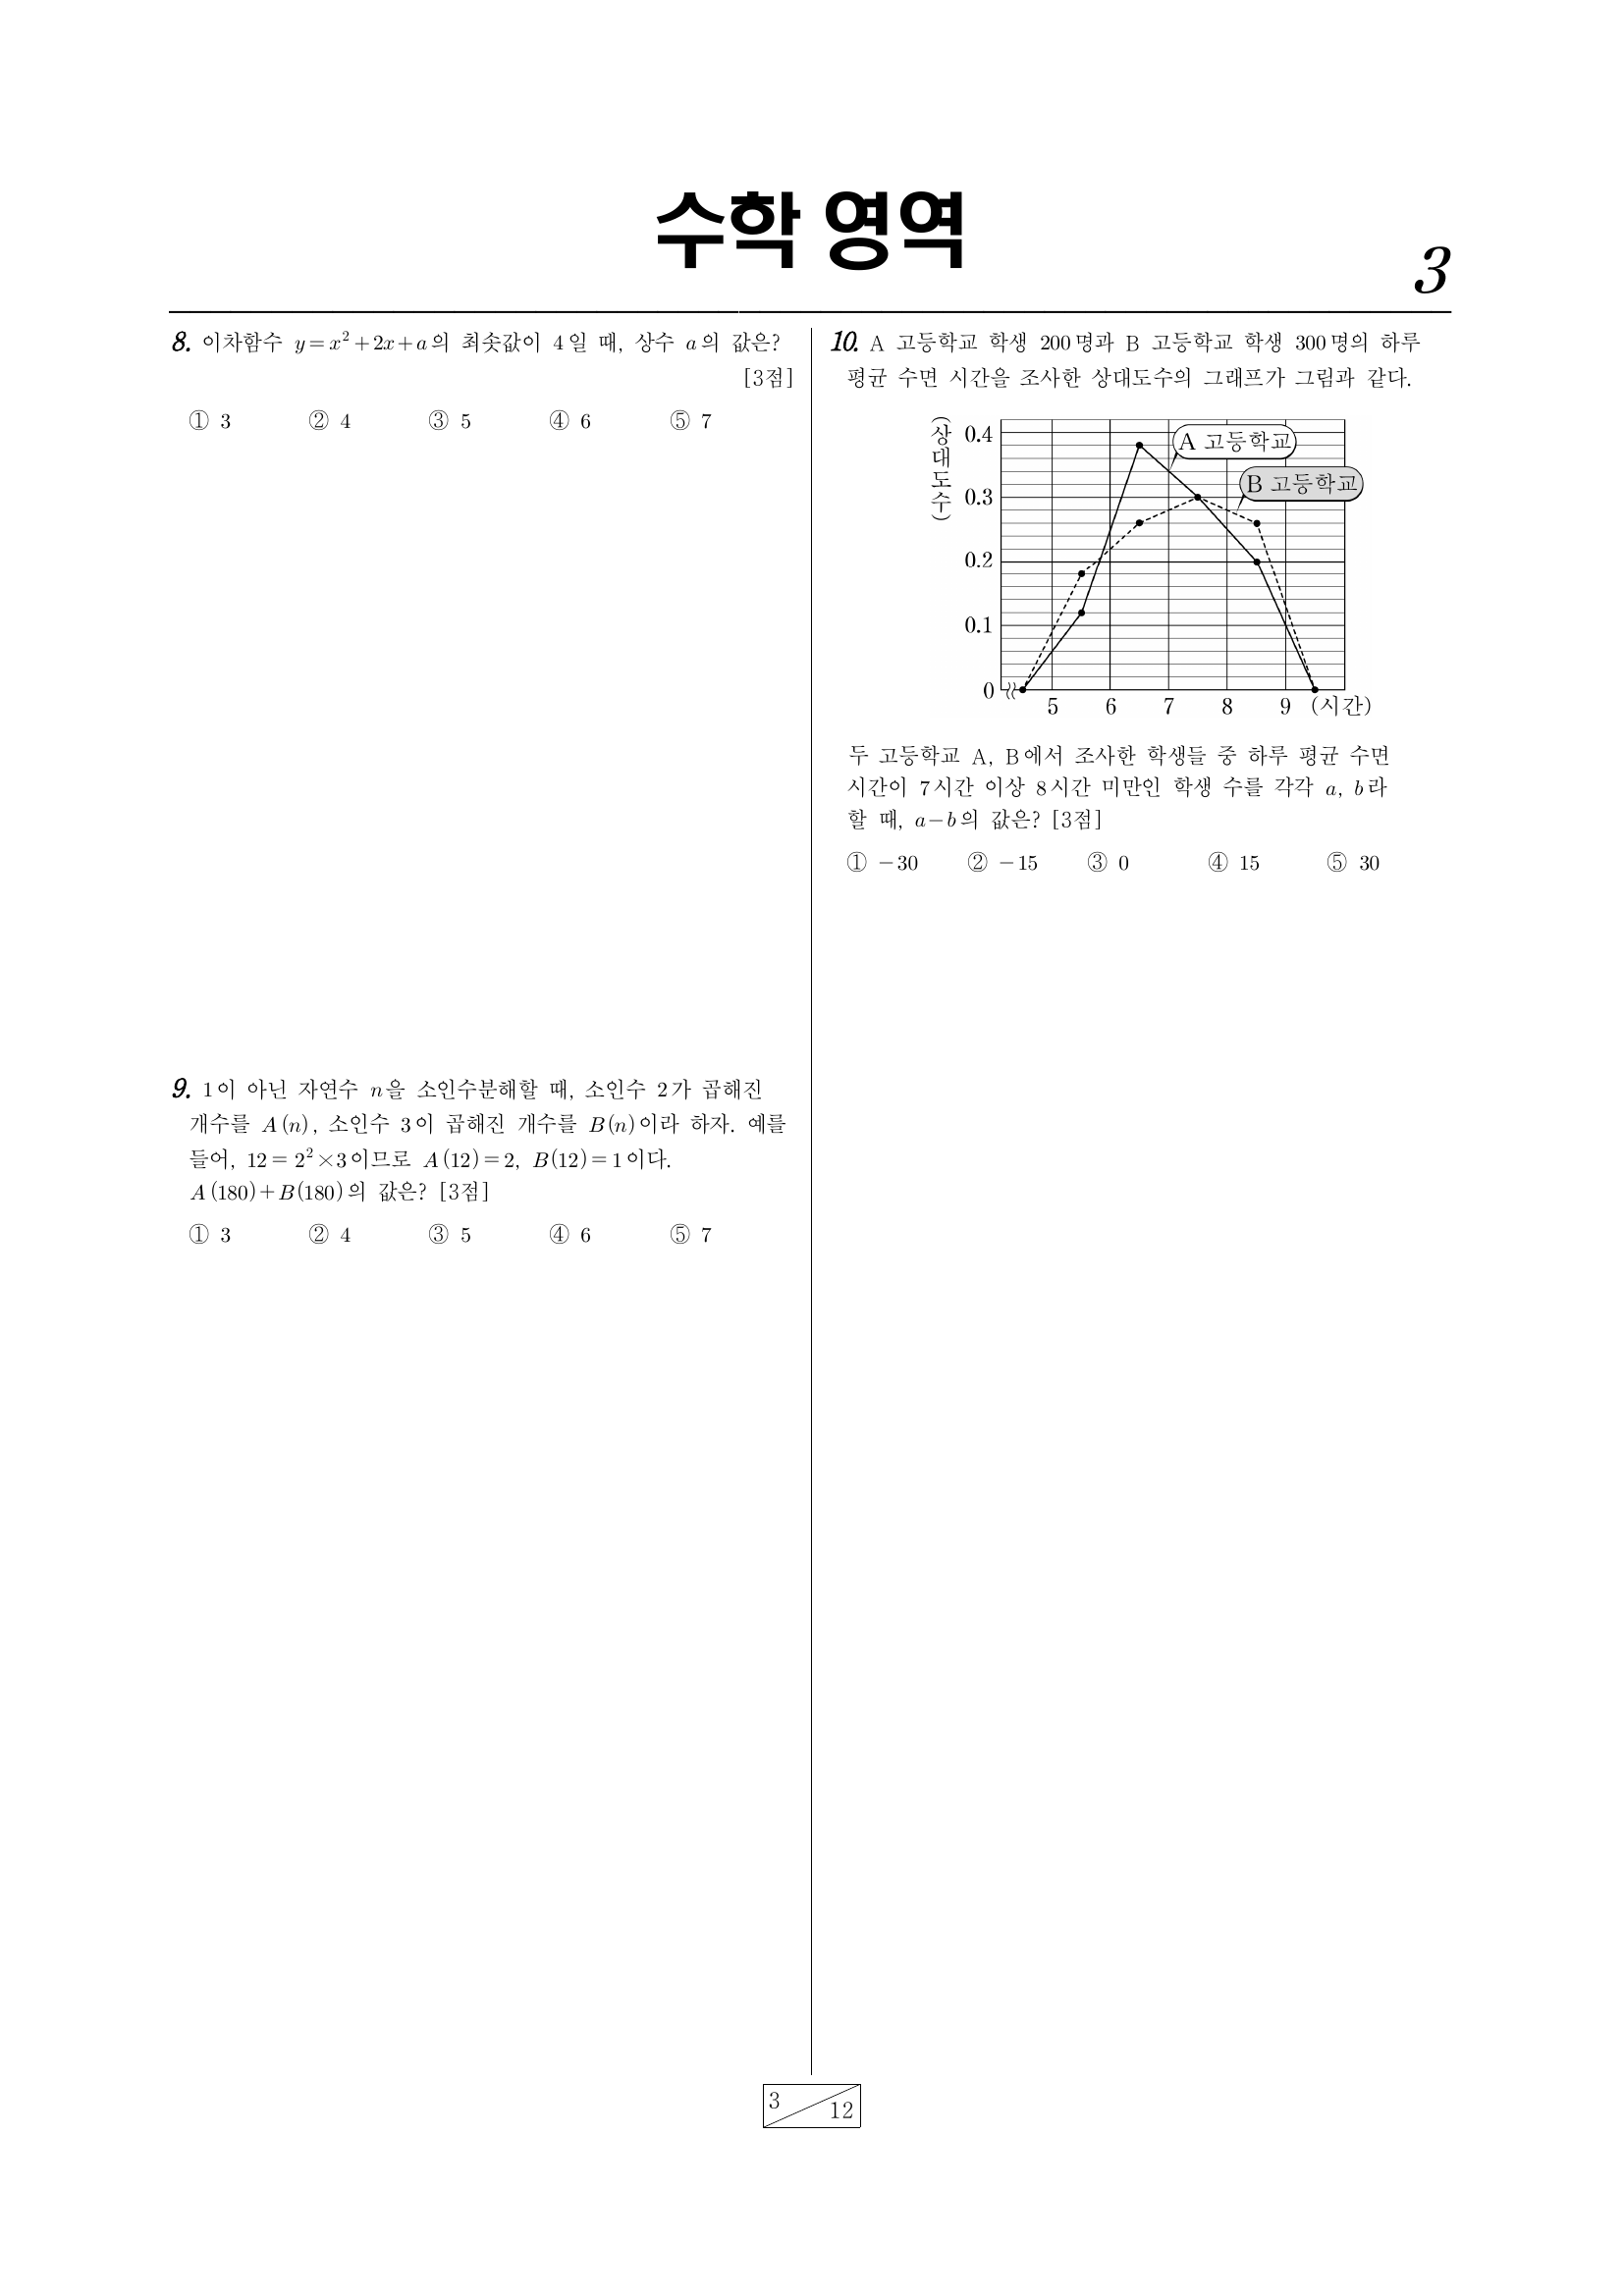 수학 영역
3
8. 이차함수 y=x²+2x+a의 최솟값이 4일 때, 상수 a의 값은?
[3점]
① 3 ② 4 ③ 5 ④ 6 ⑤ 7
9. 1이 아닌 자연수 n을 소인수분해할 때, 소인수 2가 곱해진
개수를 A(n), 소인수 3이 곱해진 개수를 B(n)이라 하자. 예를
들어, 12=2²×3이므로 A(12)=2, B(12)=1이다.
A(180)+B(180)의 값은? [3점]
① 3 ② 4 ③ 5 ④ 6 ⑤ 7
10. A 고등학교 학생 200명과 B 고등학교 학생 300명의 하루
평균 수면 시간을 조사한 상대도수의 그래프가 그림과 같다.
(상대도수)
0.4
0.3
0.2
0.1
0
A 고등학교
B 고등학교
5 6 7 8 9 (시간)
두 고등학교 A, B에서 조사한 학생들 중 하루 평균 수면
시간이 7시간 이상 8시간 미만인 학생 수를 각각 a, b라
할 때, a-b의 값은? [3점]
① -30 ② -15 ③ 0 ④ 15 ⑤ 30
3
12